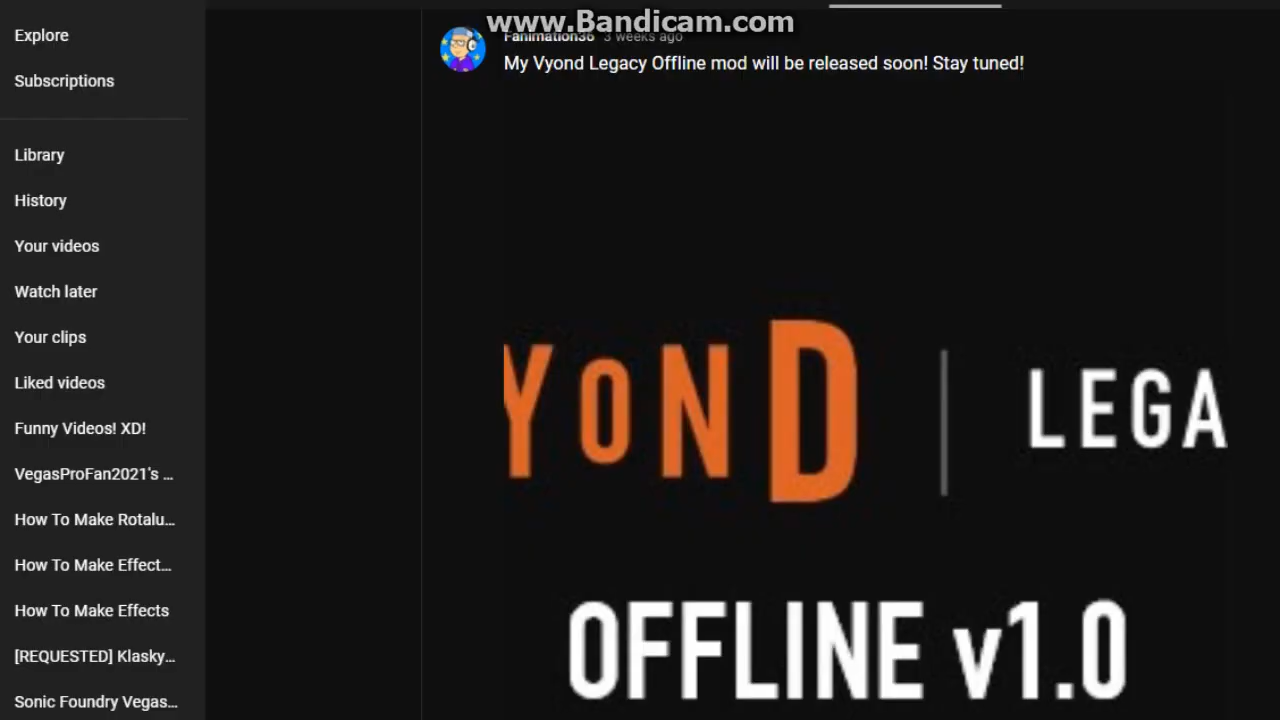 www.Bandicam.com
Explore
Subscriptions
Library
History
Your videos
Watch later
Your clips
Liked videos
Funny Videos! XD!
VegasProFan2021's ...
How To Make Rotalu...
How To Make Effect...
How To Make Effects
[REQUESTED] Klasky...
Sonic Foundry Vegas...
Fanimation36 3 weeks ago
My Vyond Legacy Offline mod will be released soon! Stay tuned!
YOND | LEGA
OFFLINE v1.0